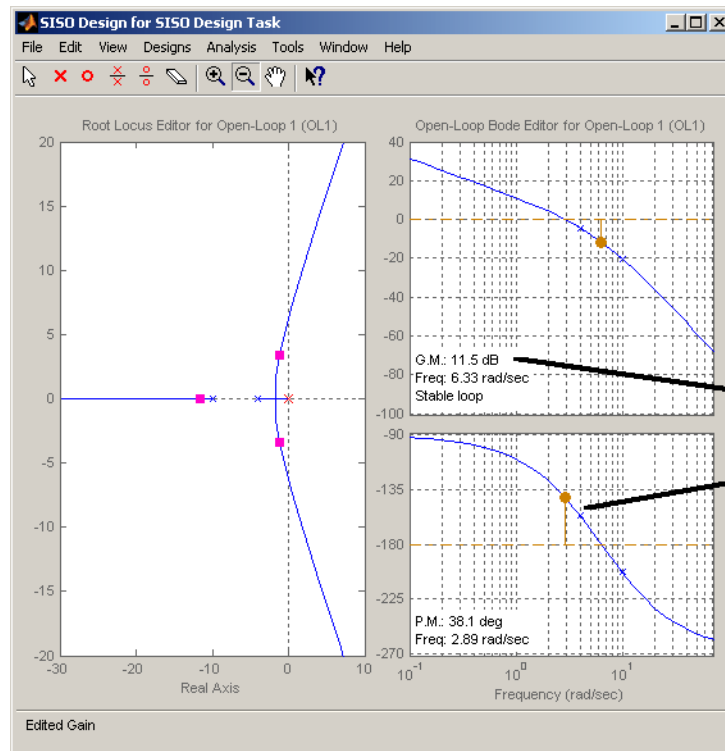 SISO Design for SISO Design Task
File Edit View Designs Analysis Tools Window Help
Root Locus Editor for Open-Loop 1 (OL1)
20
15
10
5
0
-5
-10
-15
-20
-30 -20 -10 0 10
Real Axis
Open-Loop Bode Editor for Open-Loop 1 (OL1)
40
20
0
-20
-40
-60
-80
-100
G.M.: 11.5 dB
Freq: 6.33 rad/sec
Stable loop
-90
-135
-180
-225
-270
P.M.: 38.1 deg
Freq: 2.89 rad/sec
10^-1 10^0 10^1
Frequency (rad/sec)
Edited Gain